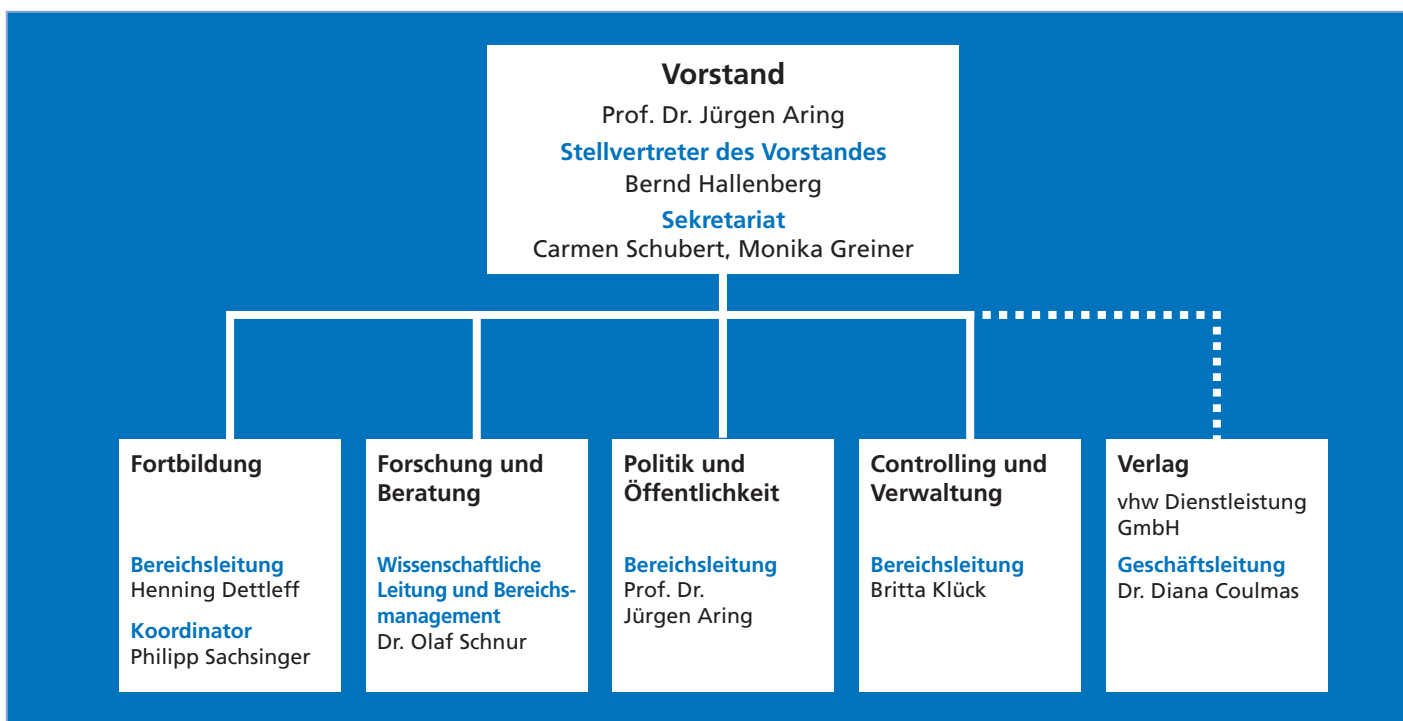 Vorstand
Prof. Dr. Jürgen Aring
Stellvertreter des Vorstandes
Bernd Hallenberg
Sekretariat
Carmen Schubert, Monika Greiner
Fortbildung
Bereichsleitung
Henning Dettleff
Koordinator
Philipp Sachsinger
Forschung und
Beratung
Wissenschaftliche
Leitung und Bereichs-
management
Dr. Olaf Schnur
Politik und
Öffentlichkeit
Bereichsleitung
Prof. Dr.
Jürgen Aring
Controlling und
Verwaltung
Bereichsleitung
Britta Klück
Verlag
vhw Dienstleistung
GmbH
Geschäftsleitung
Dr. Diana Coulmas